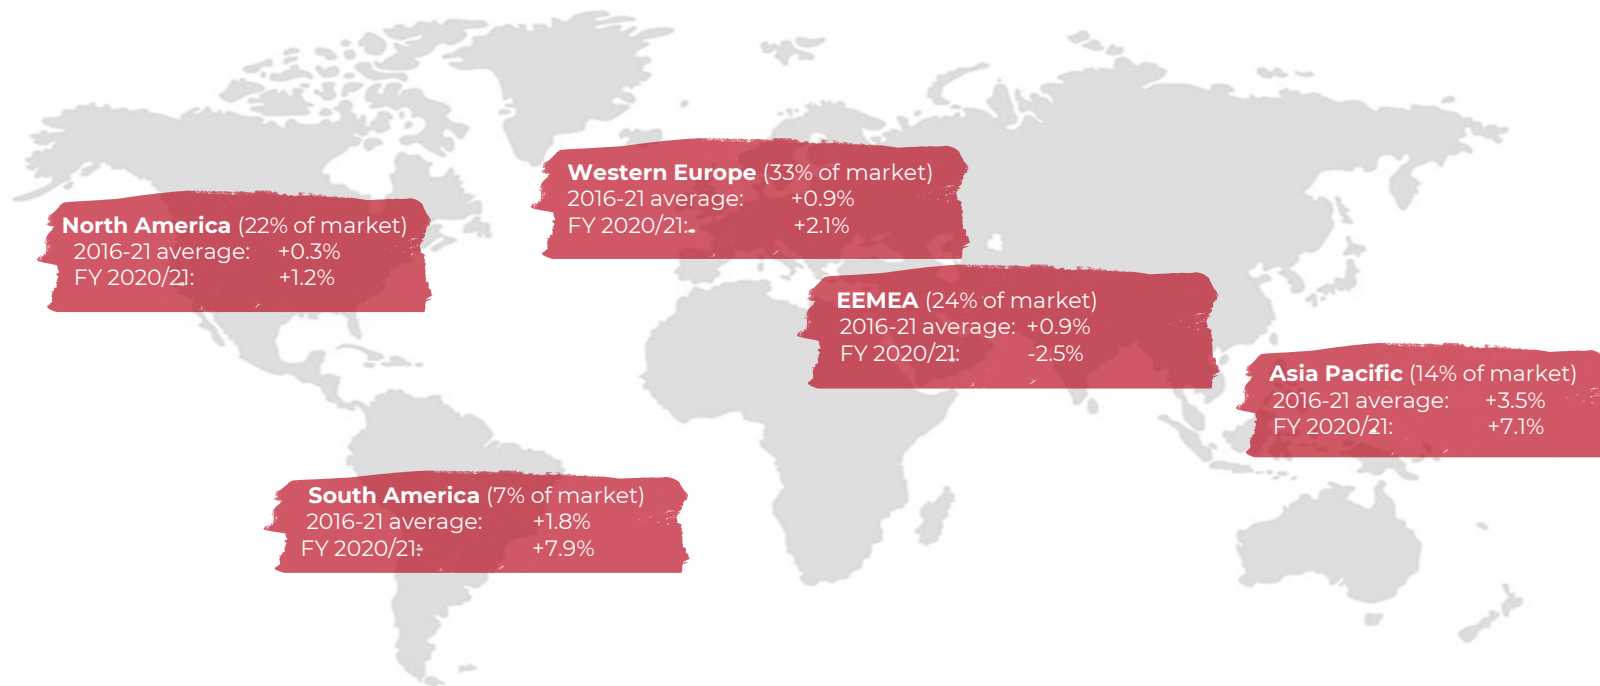 Western Europe (33% of market)
2016-21 average: +0.9%
FY 2020/21: +2.1%
North America (22% of market)
2016-21 average: +0.3%
FY 2020/21: +1.2%
EEMEA (24% of market)
2016-21 average: +0.9%
FY 2020/21: -2.5%
Asia Pacific (14% of market)
2016-21 average: +3.5%
FY 2020/21: +7.1%
South America (7% of market)
2016-21 average: +1.8%
FY 2020/21: +7.9%